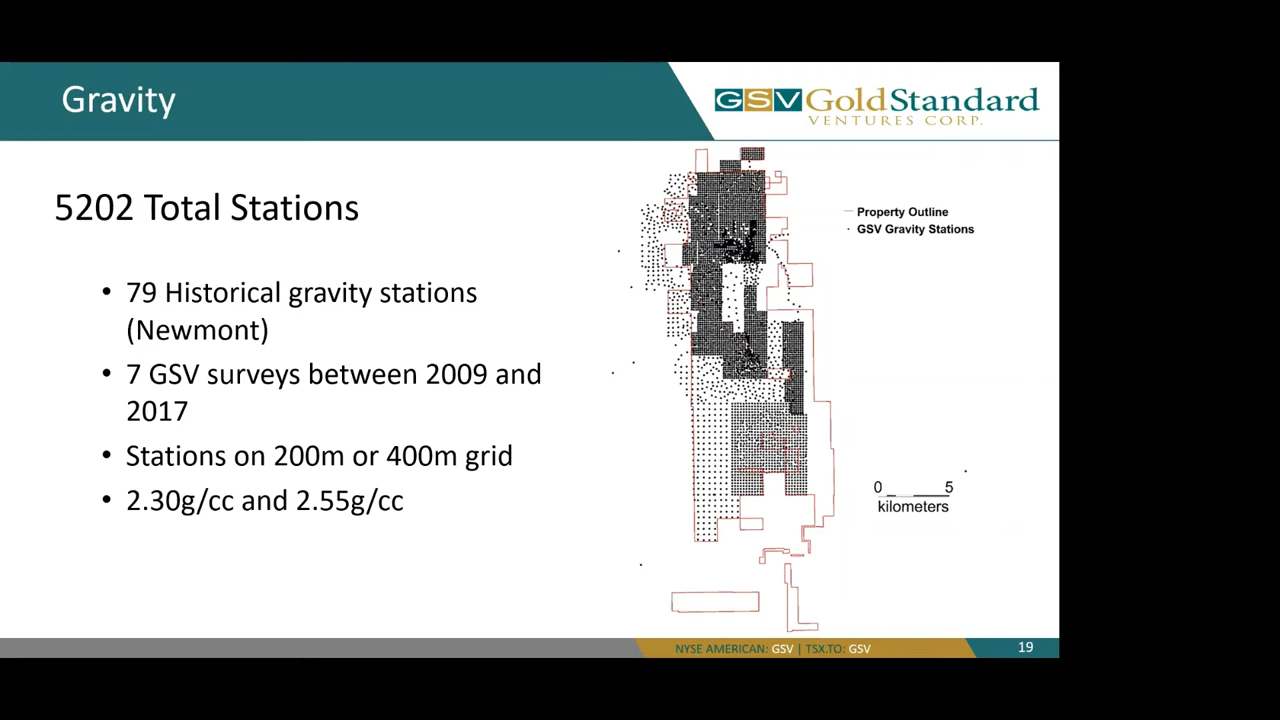 Gravity
GSV GoldStandard
VENTURES CORP.
5202 Total Stations
Property Outline
GSV Gravity Stations
• 79 Historical gravity stations
(Newmont)
• 7 GSV surveys between 2009 and
2017
• Stations on 200m or 400m grid
• 2.30g/cc and 2.55g/cc
0 5
kilometers
NYSE AMERICAN: GSV | TSX.TO: GSV
19